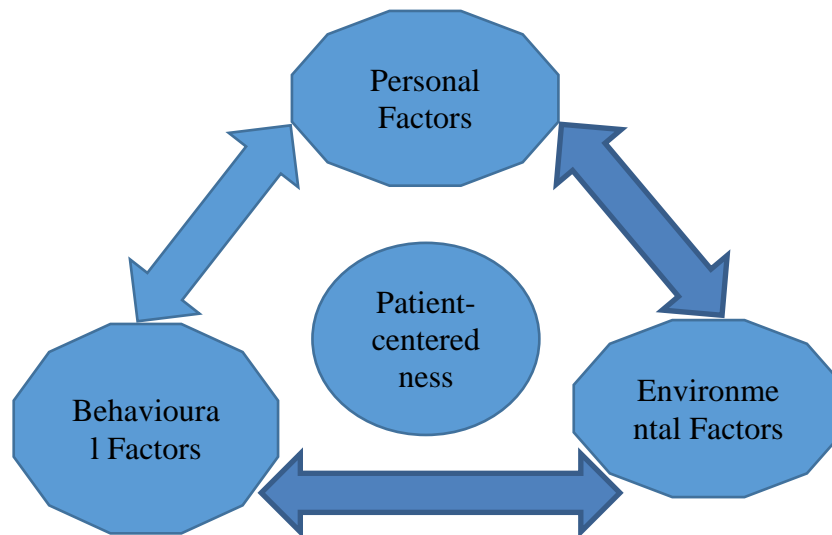 Personal
Factors
Patient-
centered
ness
Behavioura
l Factors
Environme
ntal Factors